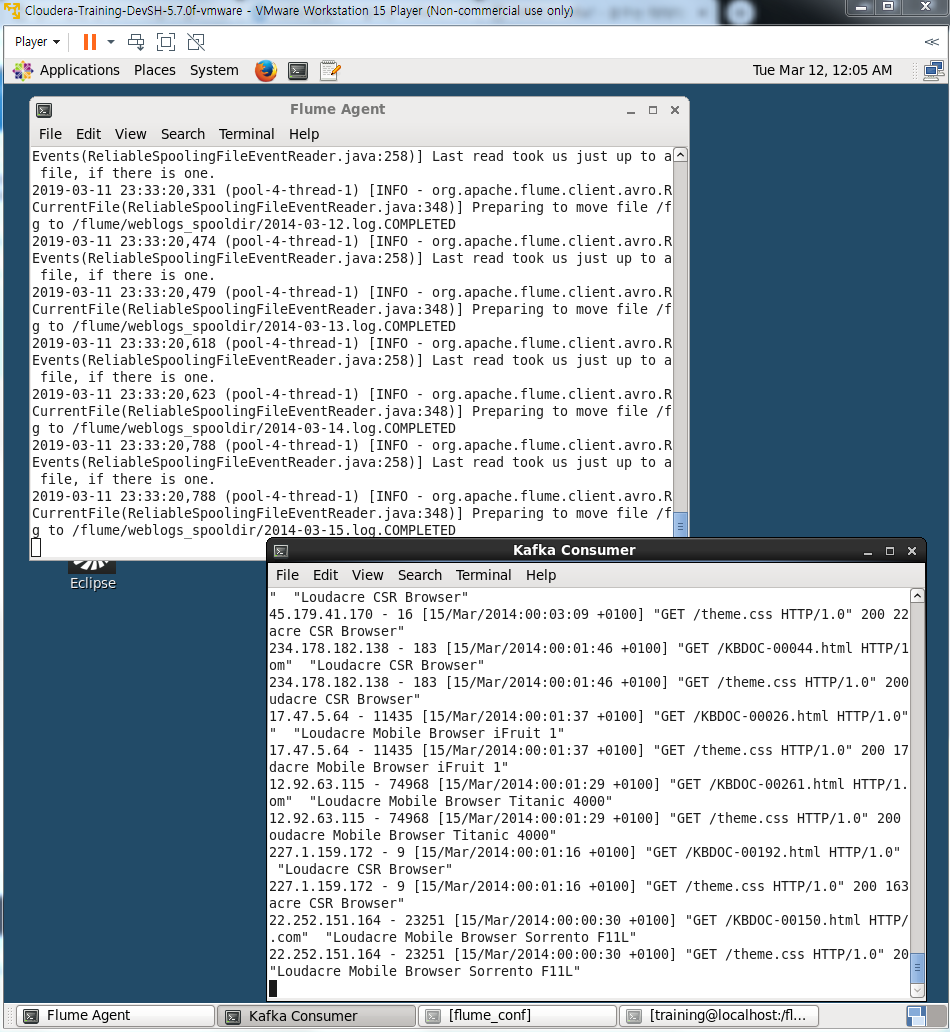 Cloudera-Training-DevSH-5.7.0f-vmware - VMware Workstation 15 Player (Non-commercial use only)
Player
Applications Places System Tue Mar 12, 12:05 AM
Flume Agent
File Edit View Search Terminal Help
Events(ReliableSpoolingFileEventReader.java:258)] Last read took us just up to a
file, if there is one.
2019-03-11 23:33:20,331 (pool-4-thread-1) [INFO - org.apache.flume.client.avro.R
CurrentFile(ReliableSpoolingFileEventReader.java:348)] Preparing to move file /f
g to /flume/weblogs_spooldir/2014-03-12.log.COMPLETED
2019-03-11 23:33:20,474 (pool-4-thread-1) [INFO - org.apache.flume.client.avro.R
Events(ReliableSpoolingFileEventReader.java:258)] Last read took us just up to a
file, if there is one.
2019-03-11 23:33:20,479 (pool-4-thread-1) [INFO - org.apache.flume.client.avro.R
CurrentFile(ReliableSpoolingFileEventReader.java:348)] Preparing to move file /f
g to /flume/weblogs_spooldir/2014-03-13.log.COMPLETED
2019-03-11 23:33:20,618 (pool-4-thread-1) [INFO - org.apache.flume.client.avro.R
Events(ReliableSpoolingFileEventReader.java:258)] Last read took us just up to a
file, if there is one.
2019-03-11 23:33:20,623 (pool-4-thread-1) [INFO - org.apache.flume.client.avro.R
CurrentFile(ReliableSpoolingFileEventReader.java:348)] Preparing to move file /f
g to /flume/weblogs_spooldir/2014-03-14.log.COMPLETED
2019-03-11 23:33:20,788 (pool-4-thread-1) [INFO - org.apache.flume.client.avro.R
Events(ReliableSpoolingFileEventReader.java:258)] Last read took us just up to a
file, if there is one.
2019-03-11 23:33:20,788 (pool-4-thread-1) [INFO - org.apache.flume.client.avro.R
CurrentFile(ReliableSpoolingFileEventReader.java:348)] Preparing to move file /f
g to /flume/weblogs_spooldir/2014-03-15.log.COMPLETED
Eclipse
Kafka Consumer
File Edit View Search Terminal Help
"  "Loudacre CSR Browser"
45.179.41.170 - 16 [15/Mar/2014:00:03:09 +0100] "GET /theme.css HTTP/1.0" 200 22
acre CSR Browser"
234.178.182.138 - 183 [15/Mar/2014:00:01:46 +0100] "GET /KBDOC-00044.html HTTP/1
om"  "Loudacre CSR Browser"
234.178.182.138 - 183 [15/Mar/2014:00:01:46 +0100] "GET /theme.css HTTP/1.0" 200
udacre CSR Browser"
17.47.5.64 - 11435 [15/Mar/2014:00:01:37 +0100] "GET /KBDOC-00026.html HTTP/1.0"
"  "Loudacre Mobile Browser iFruit 1"
17.47.5.64 - 11435 [15/Mar/2014:00:01:37 +0100] "GET /theme.css HTTP/1.0" 200 17
dacre Mobile Browser iFruit 1"
12.92.63.115 - 74968 [15/Mar/2014:00:01:29 +0100] "GET /KBDOC-00261.html HTTP/1.
om"  "Loudacre Mobile Browser Titanic 4000"
12.92.63.115 - 74968 [15/Mar/2014:00:01:29 +0100] "GET /theme.css HTTP/1.0" 200
oudacre Mobile Browser Titanic 4000"
227.1.159.172 - 9 [15/Mar/2014:00:01:16 +0100] "GET /KBDOC-00192.html HTTP/1.0"
"Loudacre CSR Browser"
227.1.159.172 - 9 [15/Mar/2014:00:01:16 +0100] "GET /theme.css HTTP/1.0" 200 163
acre CSR Browser"
22.252.151.164 - 23251 [15/Mar/2014:00:00:30 +0100] "GET /KBDOC-00150.html HTTP/
.com"  "Loudacre Mobile Browser Sorrento F11L"
22.252.151.164 - 23251 [15/Mar/2014:00:00:30 +0100] "GET /theme.css HTTP/1.0" 20
"Loudacre Mobile Browser Sorrento F11L"
Flume Agent Kafka Consumer [flume_conf] [training@localhost:/fl...